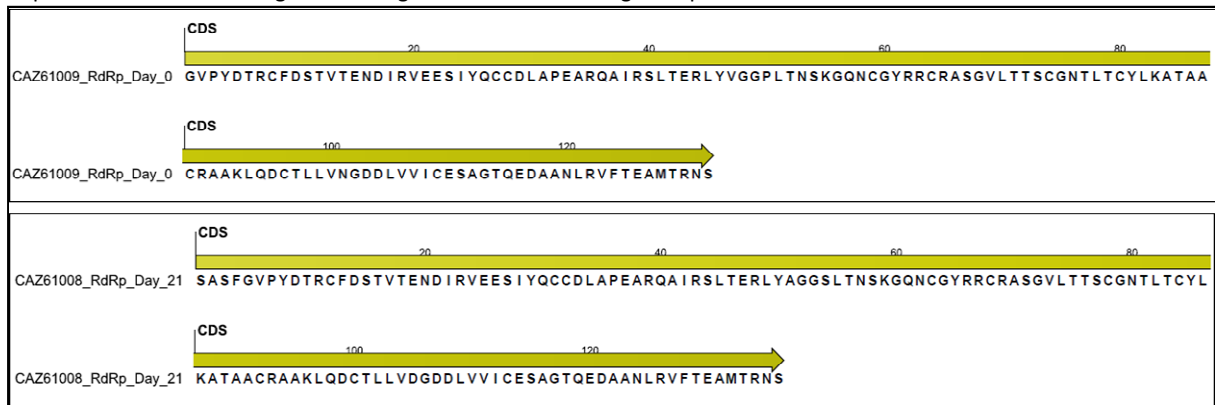 CDS
20 40 60 80
CAZ61009_RdRp_Day_0 GVPYDTRCFDSTVTENDIRVEESIYQCCDLAPEARQAIRSLTERLYVGGPLTNSKGQNCGYRRCRASGVLTTSCGNTLTCYLKATAA
CDS
100 120
CAZ61009_RdRp_Day_0 CRAAKLQDCTLLVNGDDLVVICESAGTQEDAANLRVFTEAMTRNS
CDS
20 40 60 80
CAZ61008_RdRp_Day_21 SASFGVPYDTRCFDSTVTENDIRVEESIYQCCDLAPEARQAIRSLTERLYAGGSLTNSKGQNCGYRRCRASGVLTTSCGNTLTCYL
CDS
100 120
CAZ61008_RdRp_Day_21 KATAACRAAKLQDCTLLVDGDDLVVICESAGTQEDAANLRVFTEAMTRNS